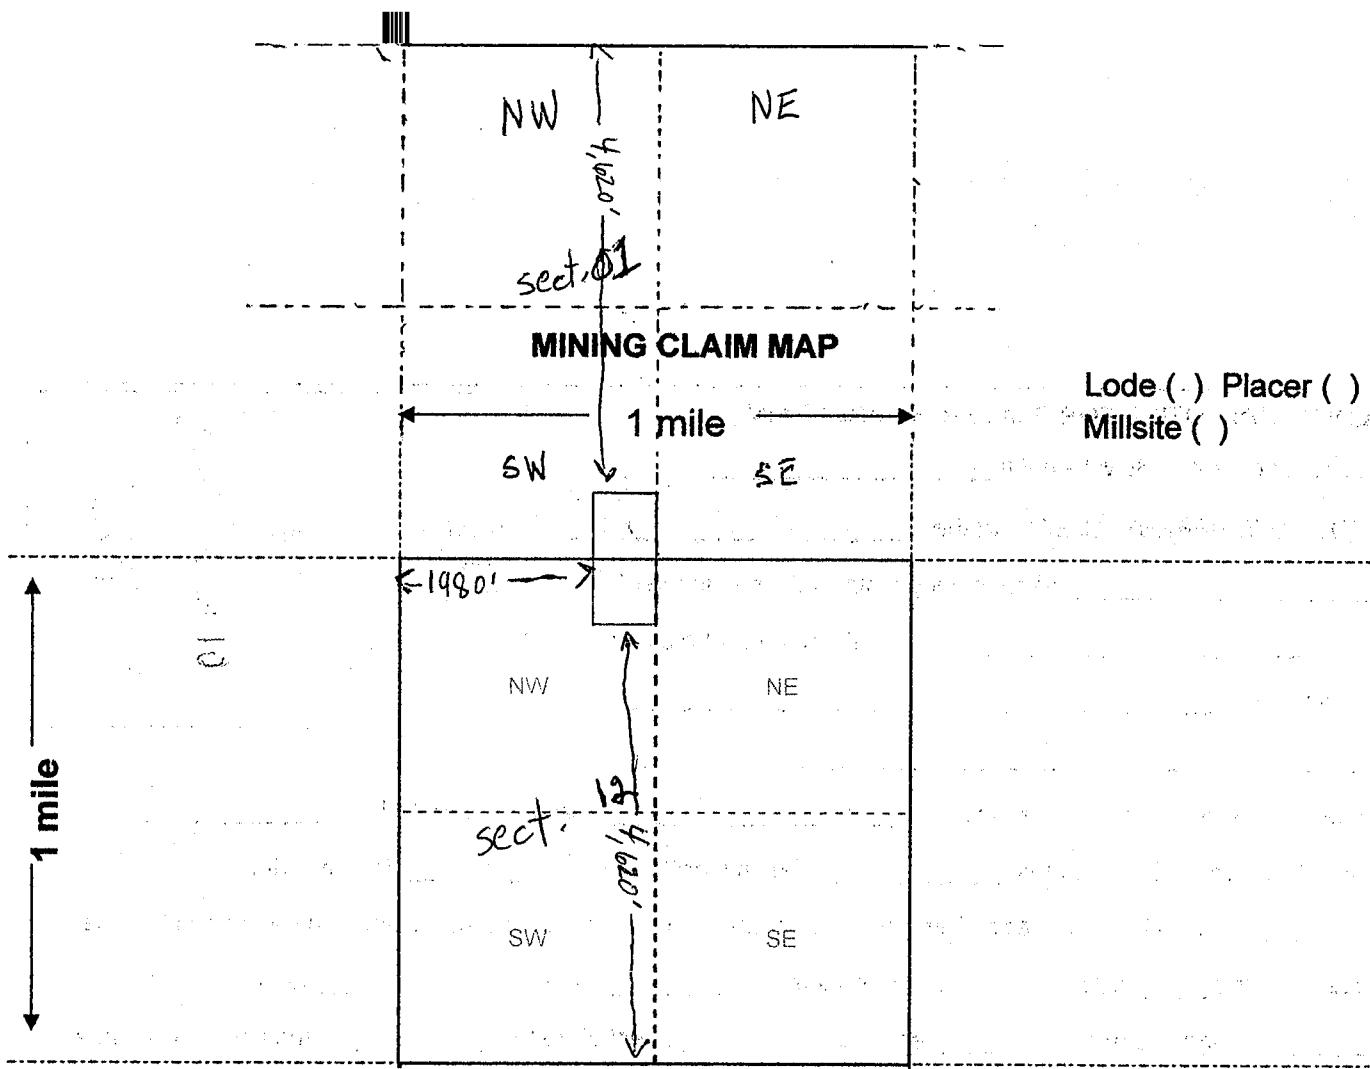 NW
NE
4,620'
sect. 01
MINING CLAIM MAP
Lode ( ) Placer ( )
1 mile
Millsite ( )
SW
SE
1980'
NW
NE
1 mile
12
sect.
4,620'
SW
SE